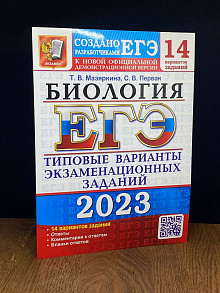 СОЗДАНО
РАЗРАБОТЧИКАМИ
ЕГЭ
14
вариантов
заданий
ЭКЗАМЕН
К НОВОЙ ОФИЦИАЛЬНОЙ
ДЕМОНСТРАЦИОННОЙ ВЕРСИИ
Т. В. Мазяркина, С. В. Первак
БИОЛОГИЯ
ЕГЭ
ТИПОВЫЕ ВАРИАНТЫ
ЭКЗАМЕНАЦИОННЫХ
ЗАДАНИЙ
2023
• 14 вариантов заданий
• Ответы
• Комментарии к ответам
• Бланки ответов